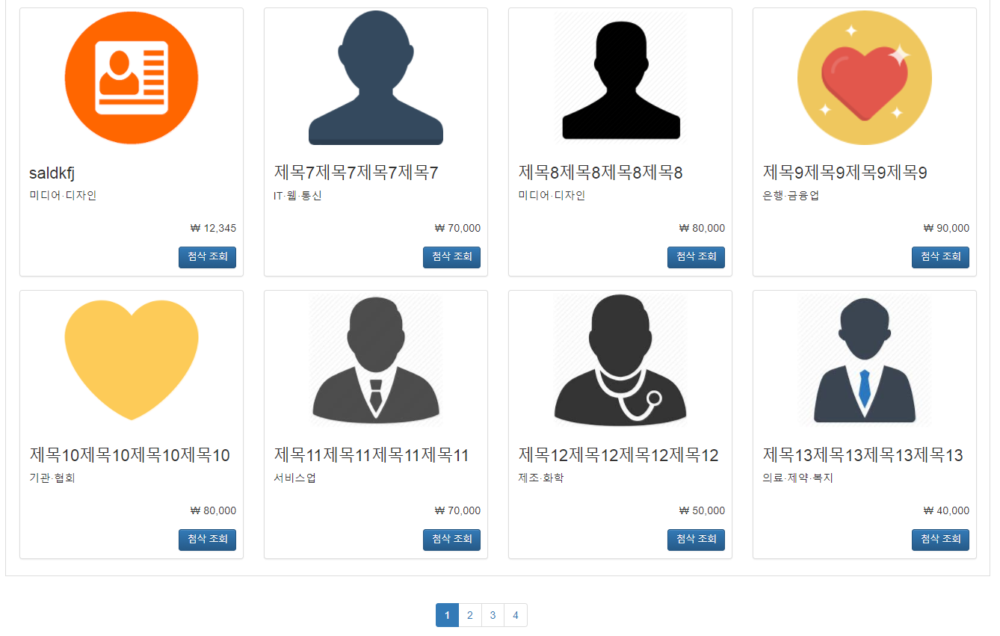 saldkfj
미디어·디자인
₩ 12,345
첨삭 조회
제목7제목7제목7제목7
IT·웹·통신
₩ 70,000
첨삭 조회
제목8제목8제목8제목8
미디어·디자인
₩ 80,000
첨삭 조회
제목9제목9제목9제목9
은행·금융업
₩ 90,000
첨삭 조회
제목10제목10제목10제목10
기관·협회
₩ 80,000
첨삭 조회
제목11제목11제목11제목11
서비스업
₩ 70,000
첨삭 조회
제목12제목12제목12제목12
제조·화학
₩ 50,000
첨삭 조회
제목13제목13제목13제목13
의료·제약·복지
₩ 40,000
첨삭 조회
1 2 3 4